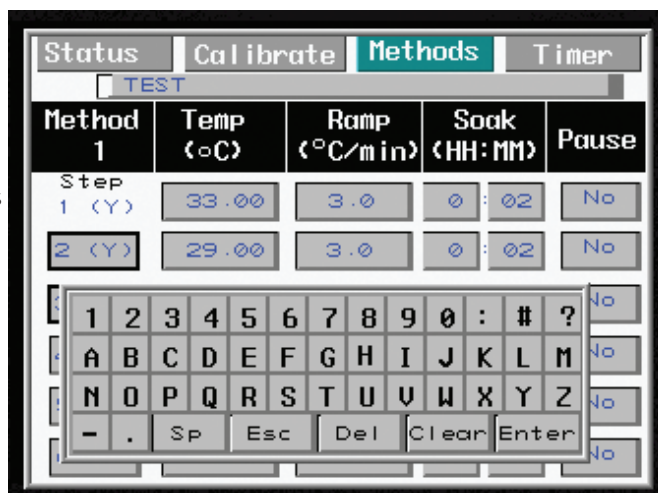 Status Calibrate Methods Timer
TEST
Method Temp Ramp Soak Pause
1 (oC) (°C/min) (HH:MM)
Step
1 (Y) 33.00 3.0 0 : 02 No
2 (Y) 29.00 3.0 0 : 02 No
No
1 2 3 4 5 6 7 8 9 0 : # ?
A B C D E F G H I J K L M No
N O P Q R S T U V W X Y Z No
- . Sp Esc Del Clear Enter
No